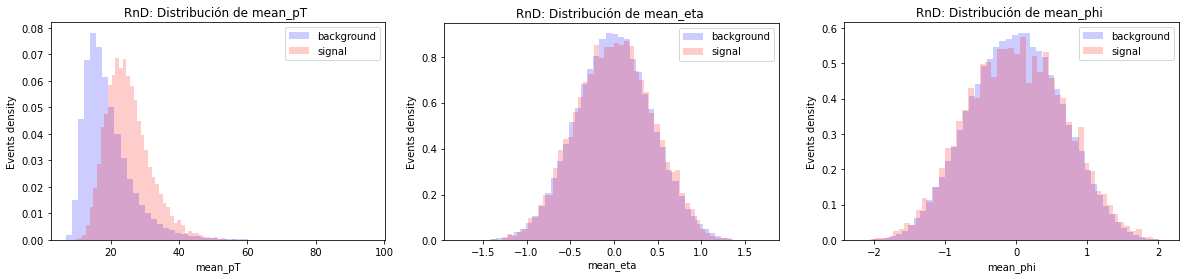 RnD: Distribución de mean_pT
0.08
0.07
0.06
0.05
0.04
0.03
0.02
0.01
0.00
Events density
background
signal
20
40
60
80
100
mean_pT
RnD: Distribución de mean_eta
0.8
0.6
0.4
0.2
0.0
Events density
background
signal
−1.5
−1.0
−0.5
0.0
0.5
1.0
1.5
mean_eta
RnD: Distribución de mean_phi
0.6
0.5
0.4
0.3
0.2
0.1
0.0
Events density
background
signal
−2
−1
0
1
2
mean_phi